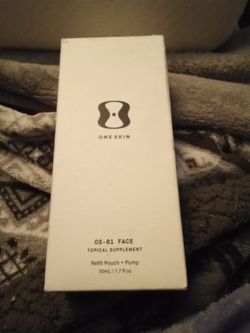 ONE SKIN
OS-01 FACE
TOPICAL SUPPLEMENT
Refill Pouch + Pump
50mL / 1.7 fl oz